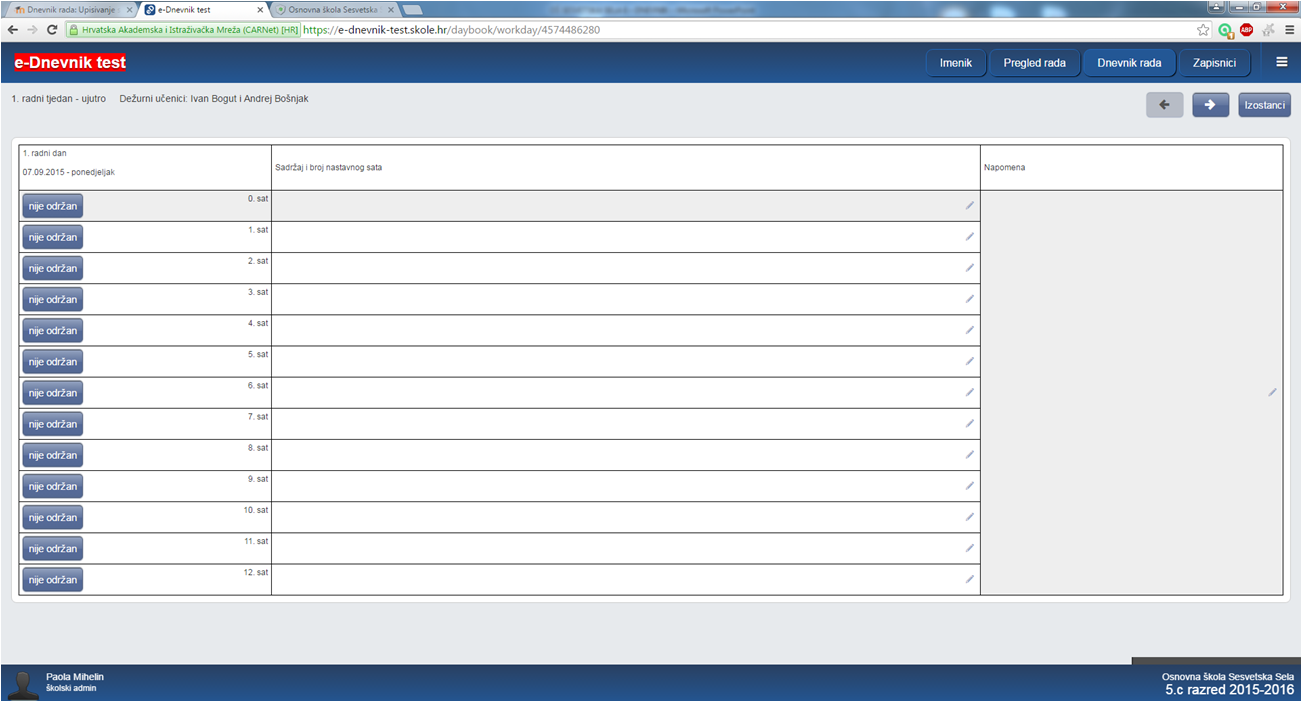 Dnevnik rada: Upisivanje
e-Dnevnik test
Osnovna škola Sesvetska
Hrvatska Akademska i Istraživačka Mreža (CARNet) [HR]
https://e-dnevnik-test.skole.hr/daybook/workday/4574486280
ABP
e-Dnevnik test
Imenik
Pregled rada
Dnevnik rada
Zapisnici
1. radni tjedan - ujutro Dežurni učenici: Ivan Bogut i Andrej Bošnjak
Izostanci
1. radni dan
07.09.2015 - ponedjeljak
Sadržaj i broj nastavnog sata
Napomena
nije održan 0. sat
nije održan 1. sat
nije održan 2. sat
nije održan 3. sat
nije održan 4. sat
nije održan 5. sat
nije održan 6. sat
nije održan 7. sat
nije održan 8. sat
nije održan 9. sat
nije održan 10. sat
nije održan 11. sat
nije održan 12. sat
Paola Mihelin
školski admin
Osnovna škola Sesvetska Sela
5.c razred 2015-2016